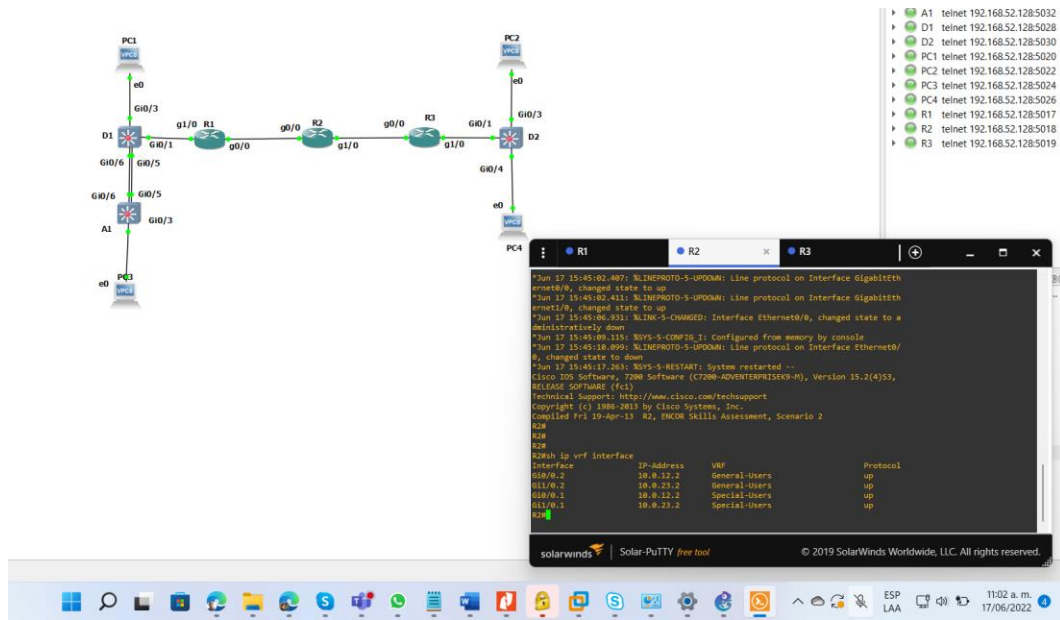 PC1
e0
Gi0/3
D1
Gi0/1
g1/0 R1
g0/0
g0/0 R2
g1/0
g0/0 R3
g1/0
Gi0/1
D2
PC2
e0
Gi0/3
Gi0/4
e0
PC4
Gi0/6 Gi0/5
Gi0/6 Gi0/5
A1
Gi0/3
PC3
e0
A1 telnet 192.168.52.128:5032
D1 telnet 192.168.52.128:5028
D2 telnet 192.168.52.128:5030
PC1 telnet 192.168.52.128:5020
PC2 telnet 192.168.52.128:5022
PC3 telnet 192.168.52.128:5024
PC4 telnet 192.168.52.128:5026
R1 telnet 192.168.52.128:5017
R2 telnet 192.168.52.128:5018
R3 telnet 192.168.52.128:5019
R1 R2 × R3
*Jun 17 15:45:02.407: %LINEPROTO-5-UPDOWN: Line protocol on Interface GigabitEth
ernet0/0, changed state to up
*Jun 17 15:45:02.411: %LINEPROTO-5-UPDOWN: Line protocol on Interface GigabitEth
ernet1/0, changed state to up
*Jun 17 15:45:06.931: %LINK-5-CHANGED: Interface Ethernet0/0, changed state to a
dministratively down
*Jun 17 15:45:09.115: %SYS-5-CONFIG_I: Configured from memory by console
*Jun 17 15:45:10.099: %LINEPROTO-5-UPDOWN: Line protocol on Interface Ethernet0/
0, changed state to down
*Jun 17 15:45:17.263: %SYS-5-RESTART: System restarted --
Cisco IOS Software, 7200 Software (C7200-ADVENTERPRISEK9-M), Version 15.2(4)S3,
RELEASE SOFTWARE (fc1)
Technical Support: http://www.cisco.com/techsupport
Copyright (c) 1986-2013 by Cisco Systems, Inc.
Compiled Fri 19-Apr-13 R2, ENCOR Skills Assessment, Scenario 2
R2#
R2#
R2#
R2#sh ip vrf interface
Interface IP-Address VRF Protocol
Gi0/0.2 10.0.12.2 General-Users up
Gi1/0.2 10.0.23.2 General-Users up
Gi0/0.1 10.0.12.2 Special-Users up
Gi1/0.1 10.0.23.2 Special-Users up
R2#
solarwinds Solar-PuTTY free tool © 2019 SolarWinds Worldwide, LLC. All rights reserved.
ESP
LAA
11:02 a. m.
17/06/2022
4